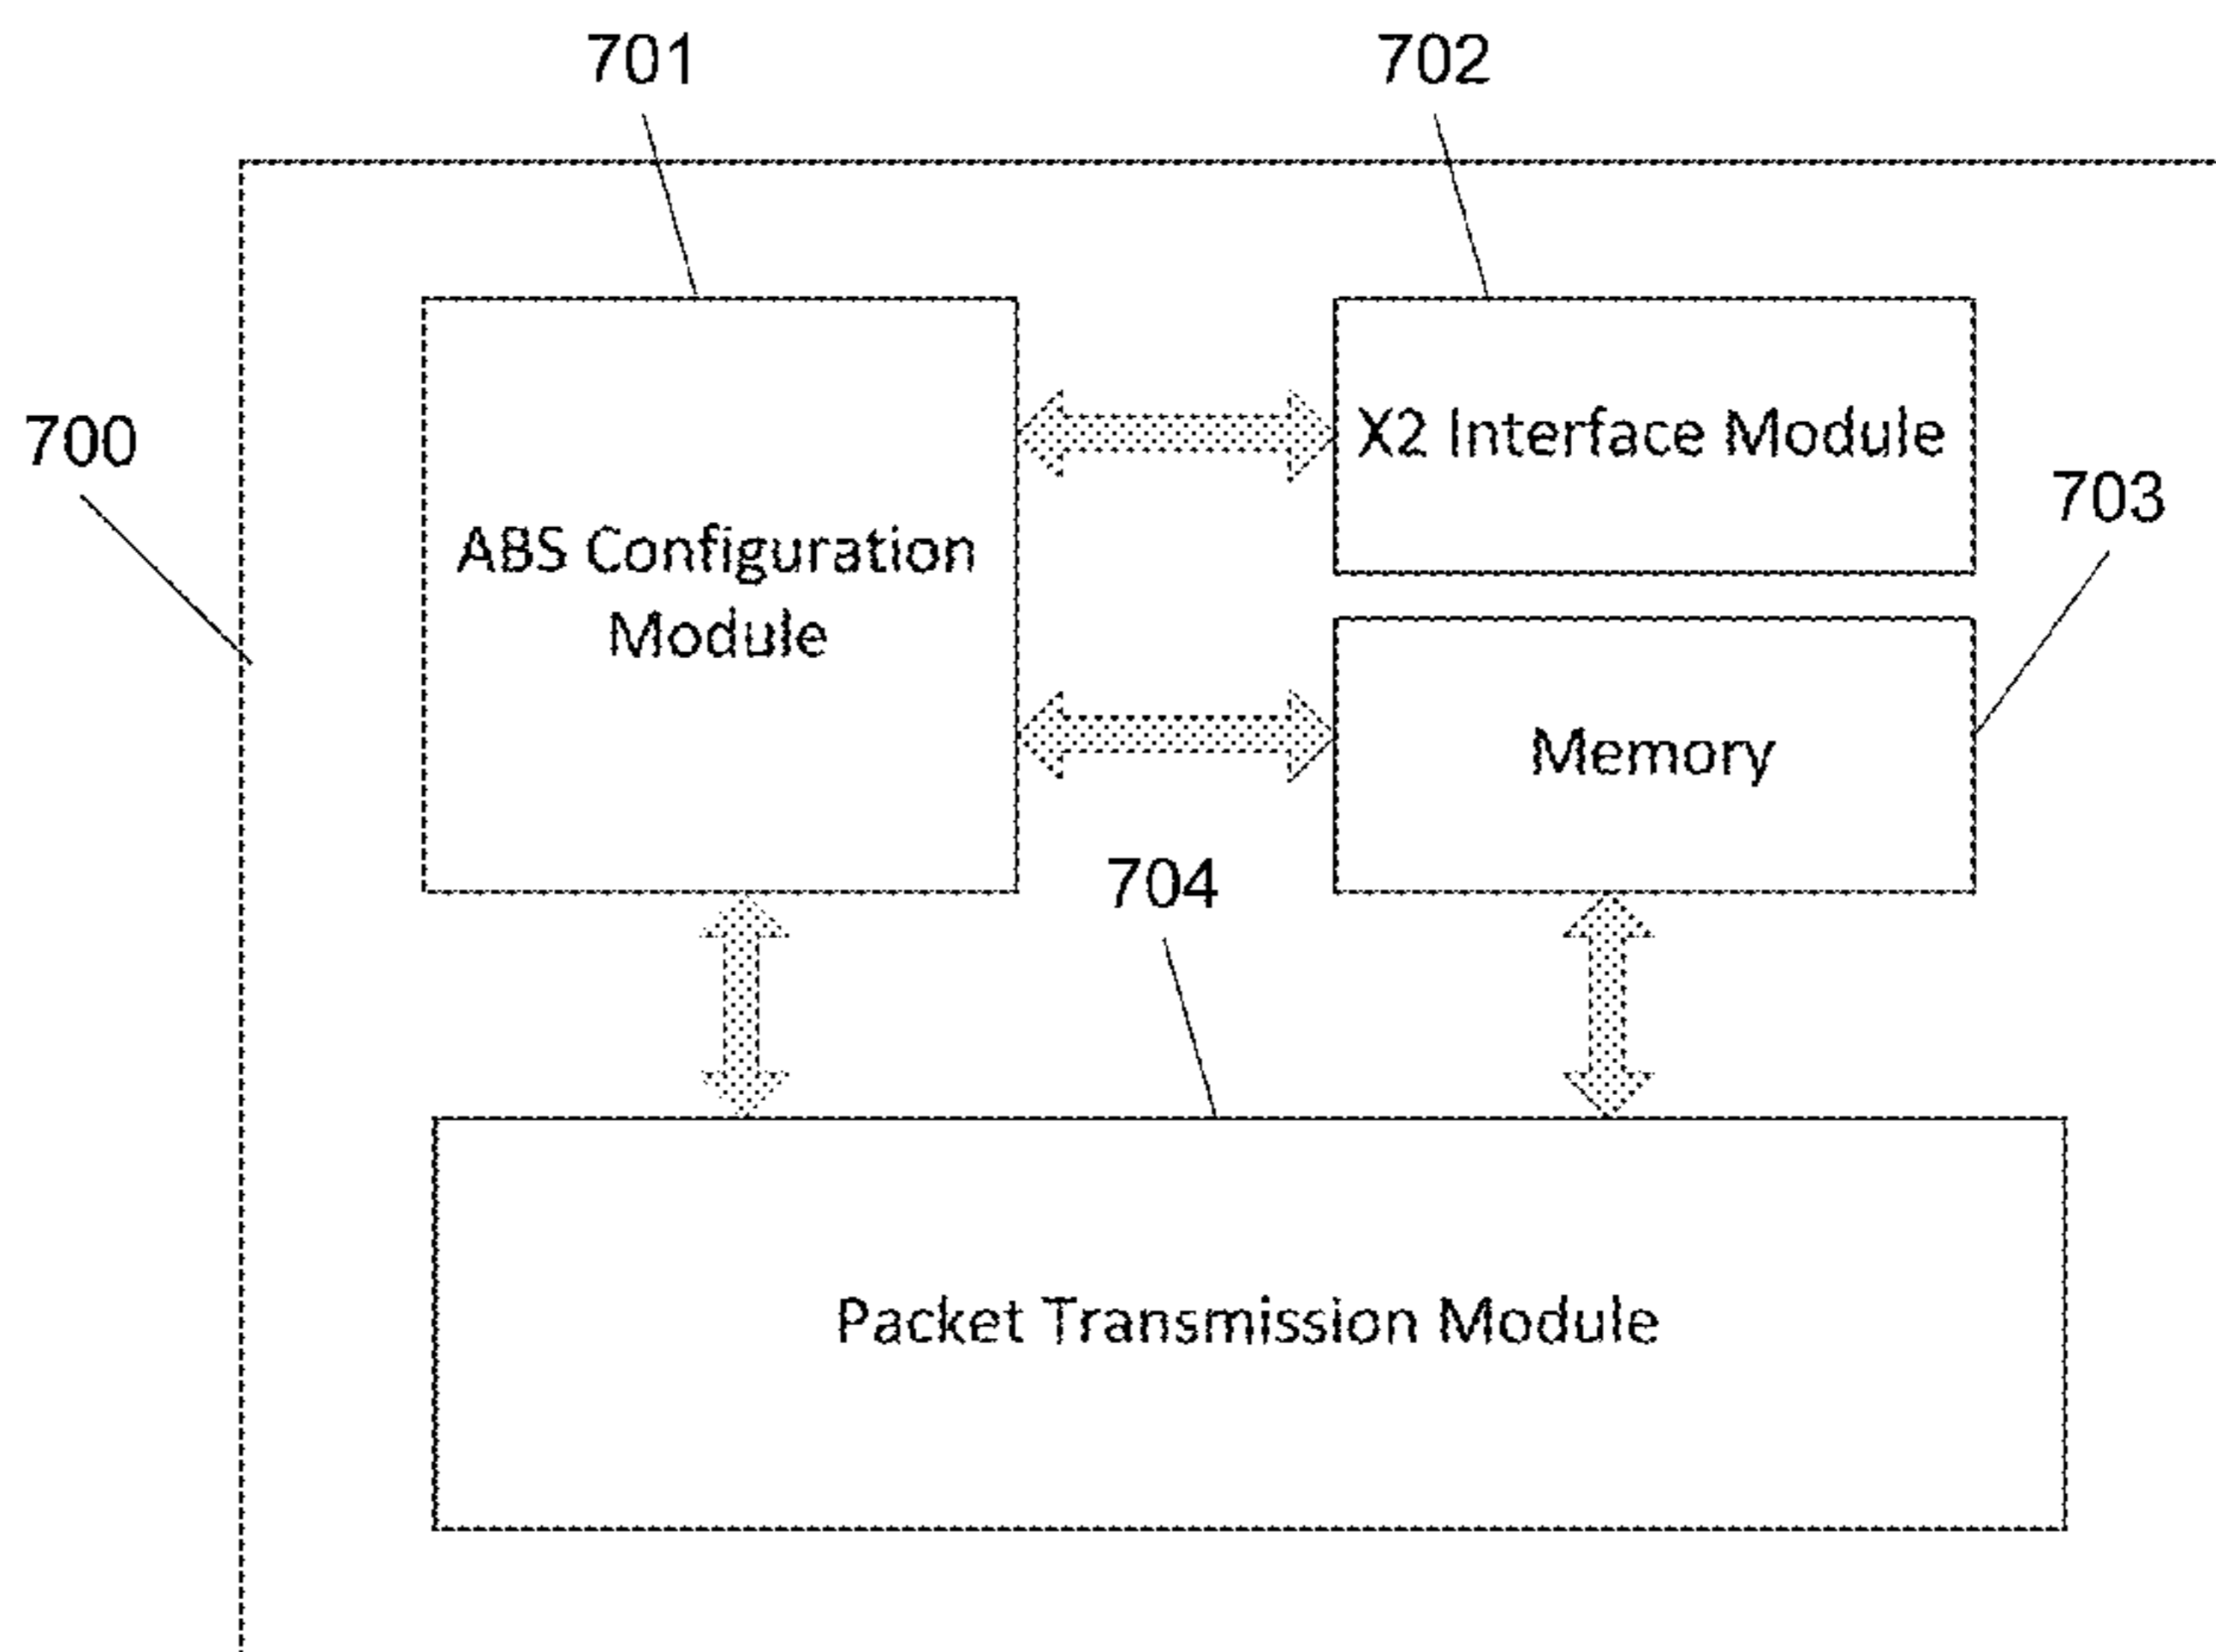 701
702
700
X2 Interface Module
703
ABS Configuration
Module
Memory
704
Packet Transmission Module